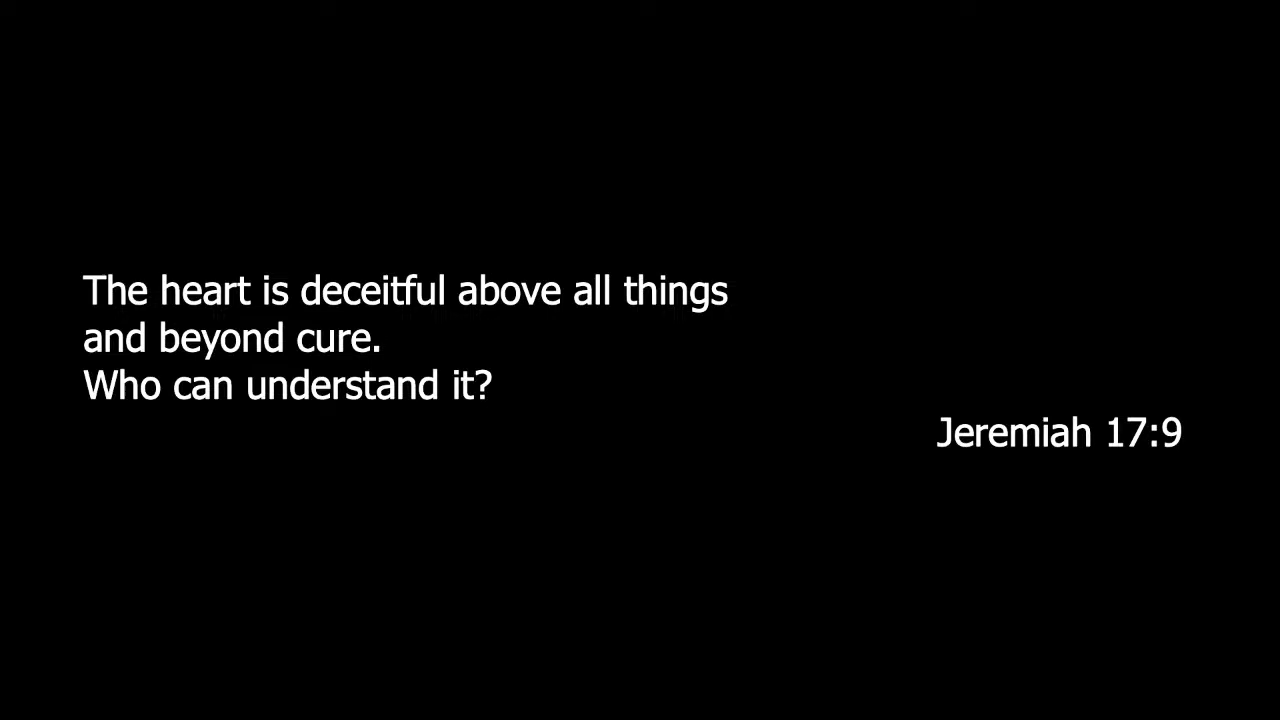 The heart is deceitful above all things
and beyond cure.
Who can understand it?
Jeremiah 17:9